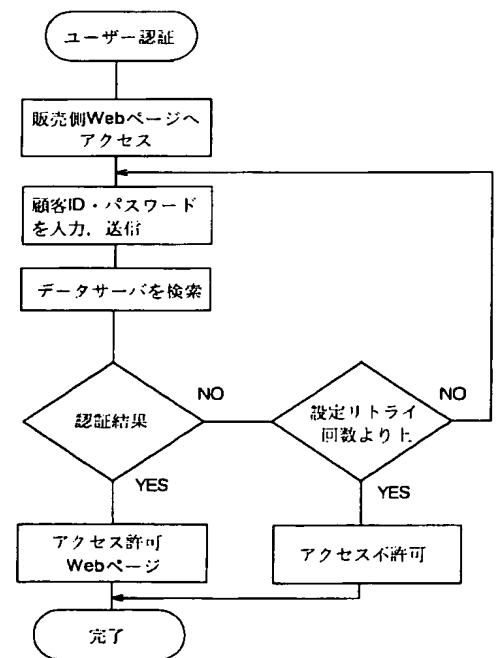 ユーザー認証
販売側Webページへ
アクセス
顧客ID・パスワード
を入力，送信
データサーバを検索
認証結果
NO
設定リトライ
回数より上
NO
YES
YES
アクセス許可
Webページ
アクセス不許可
完了